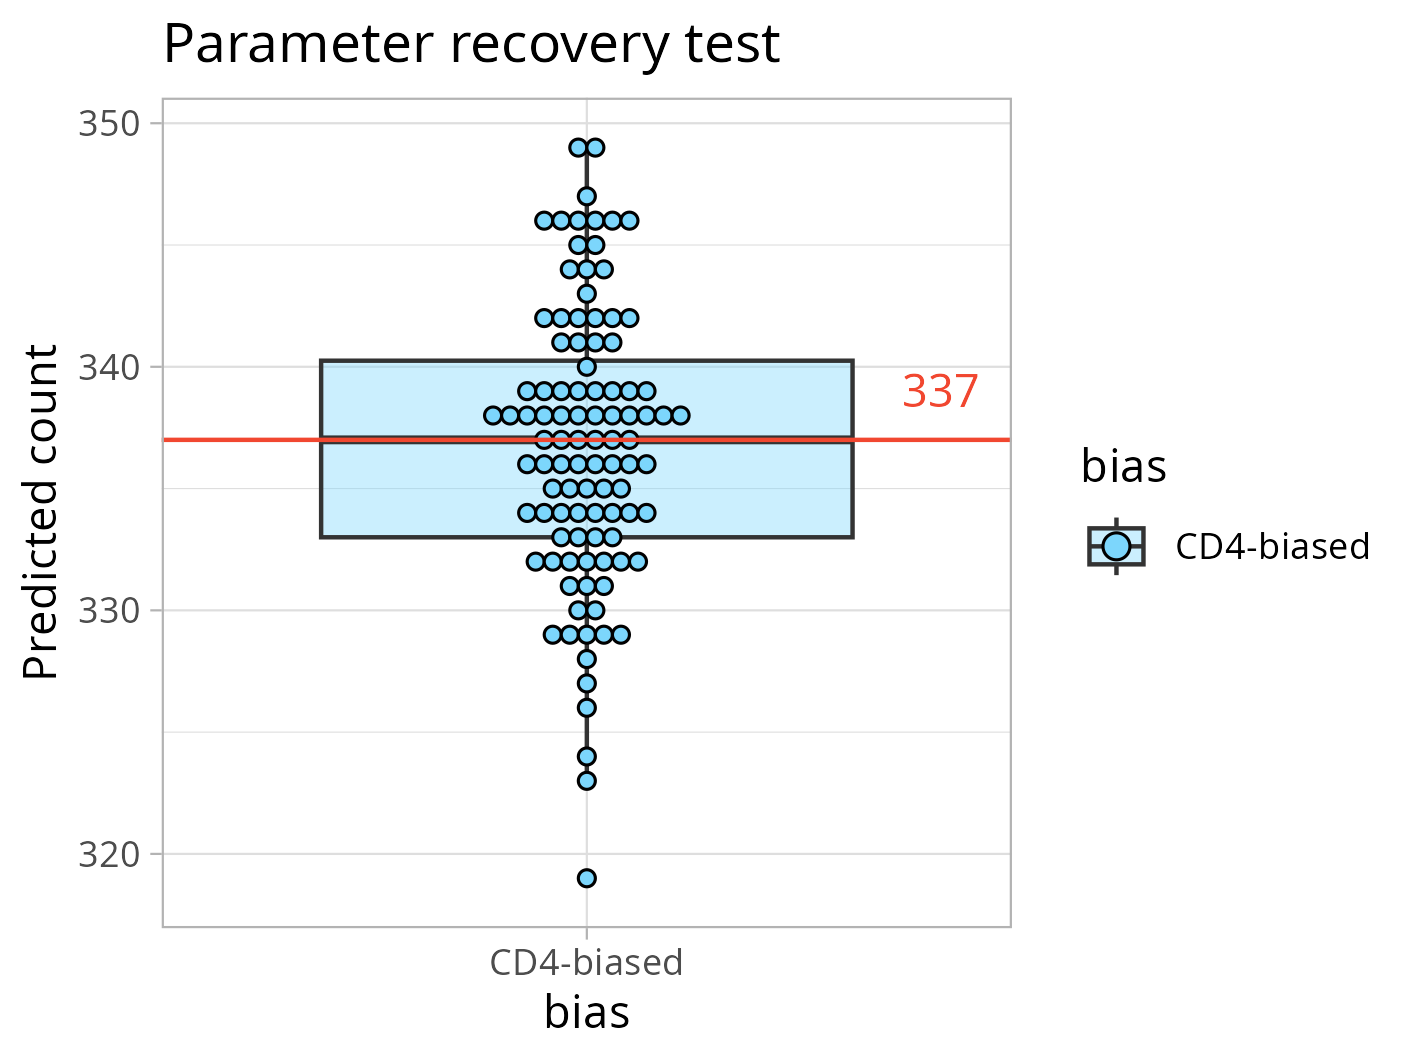 Parameter recovery test
350
340
330
320
Predicted count
337
CD4-biased
bias
bias
CD4-biased